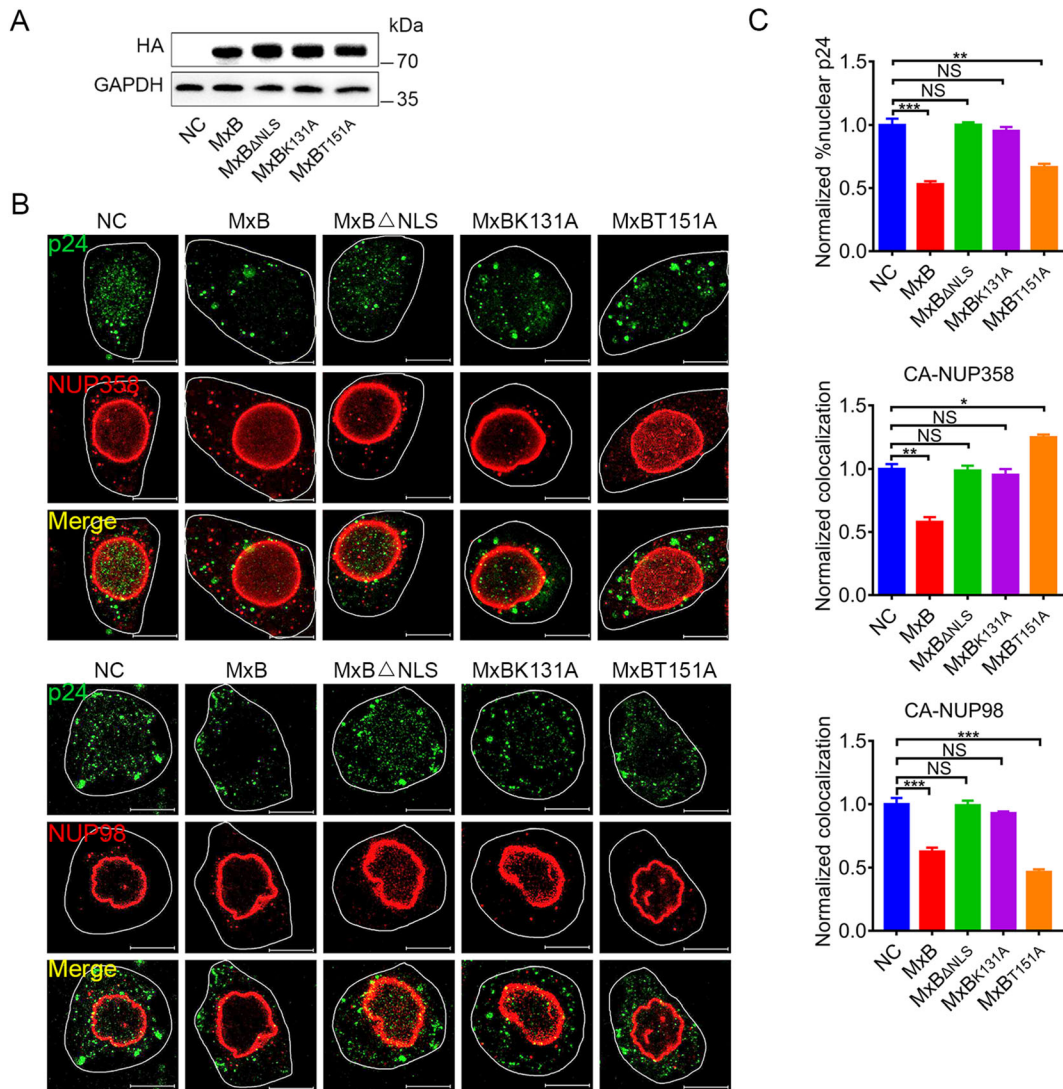 A
kDa
HA
70
GAPDH
35
NC
MxB
MxBΔNLS
MxBK131A
MxBT151A
B
NC MxB MxB△NLS MxBK131A MxBT151A
p24
NUP358
Merge
NC MxB MxB△NLS MxBK131A MxBT151A
p24
NUP98
Merge
C
**
NS
NS
***
1.5
1.0
0.5
0.0
Normalized %nuclear p24
NC
MxB
MxBΔNLS
MxBK131A
MxBT151A
CA-NUP358
*
NS
NS
**
1.5
1.0
0.5
0.0
Normalized colocalization
NC
MxB
MxBΔNLS
MxBK131A
MxBT151A
CA-NUP98
***
NS
NS
***
1.5
1.0
0.5
0.0
Normalized colocalization
NC
MxB
MxBΔNLS
MxBK131A
MxBT151A